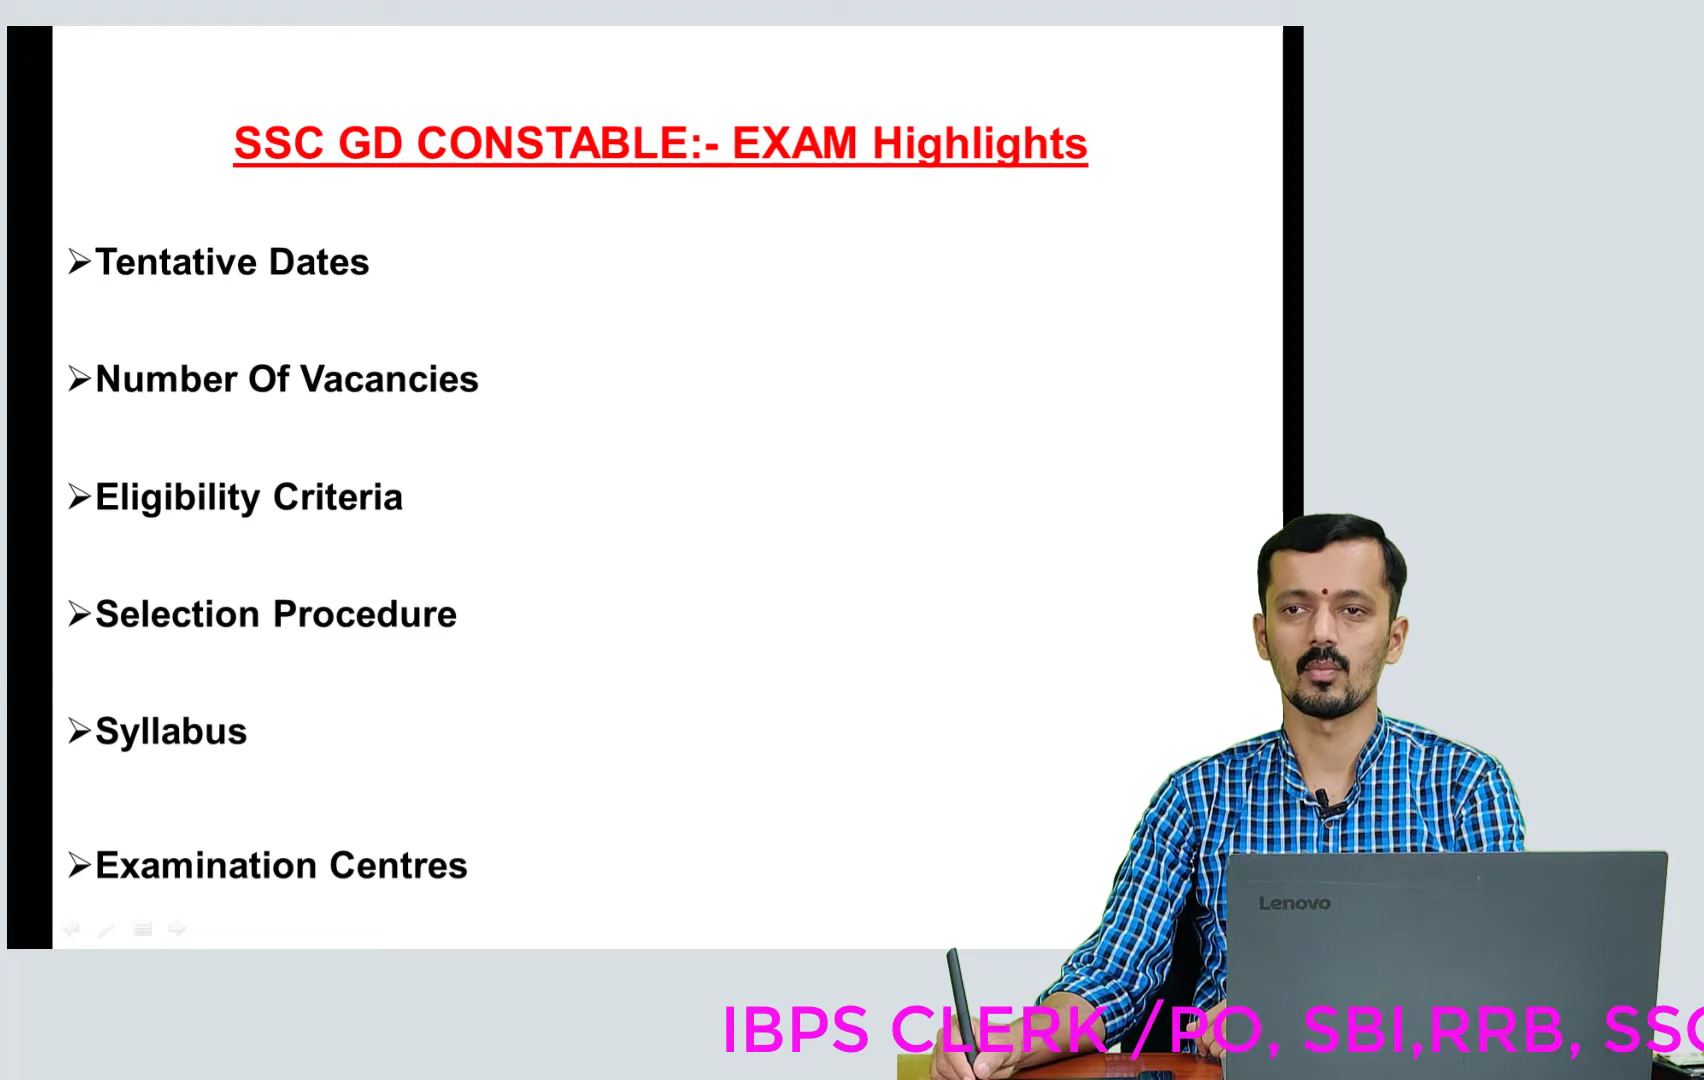 SSC GD CONSTABLE:- EXAM Highlights
➢Tentative Dates
➢Number Of Vacancies
➢Eligibility Criteria
➢Selection Procedure
➢Syllabus
➢Examination Centres
Lenovo
IBPS CLERK /PO, SBI,RRB, SSC